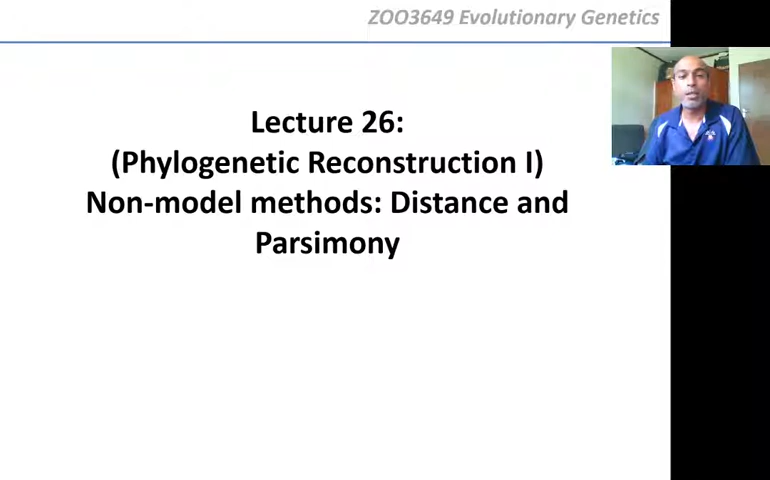 ZOO3649 Evolutionary Genetics
Lecture 26:
(Phylogenetic Reconstruction I)
Non-model methods: Distance and
Parsimony